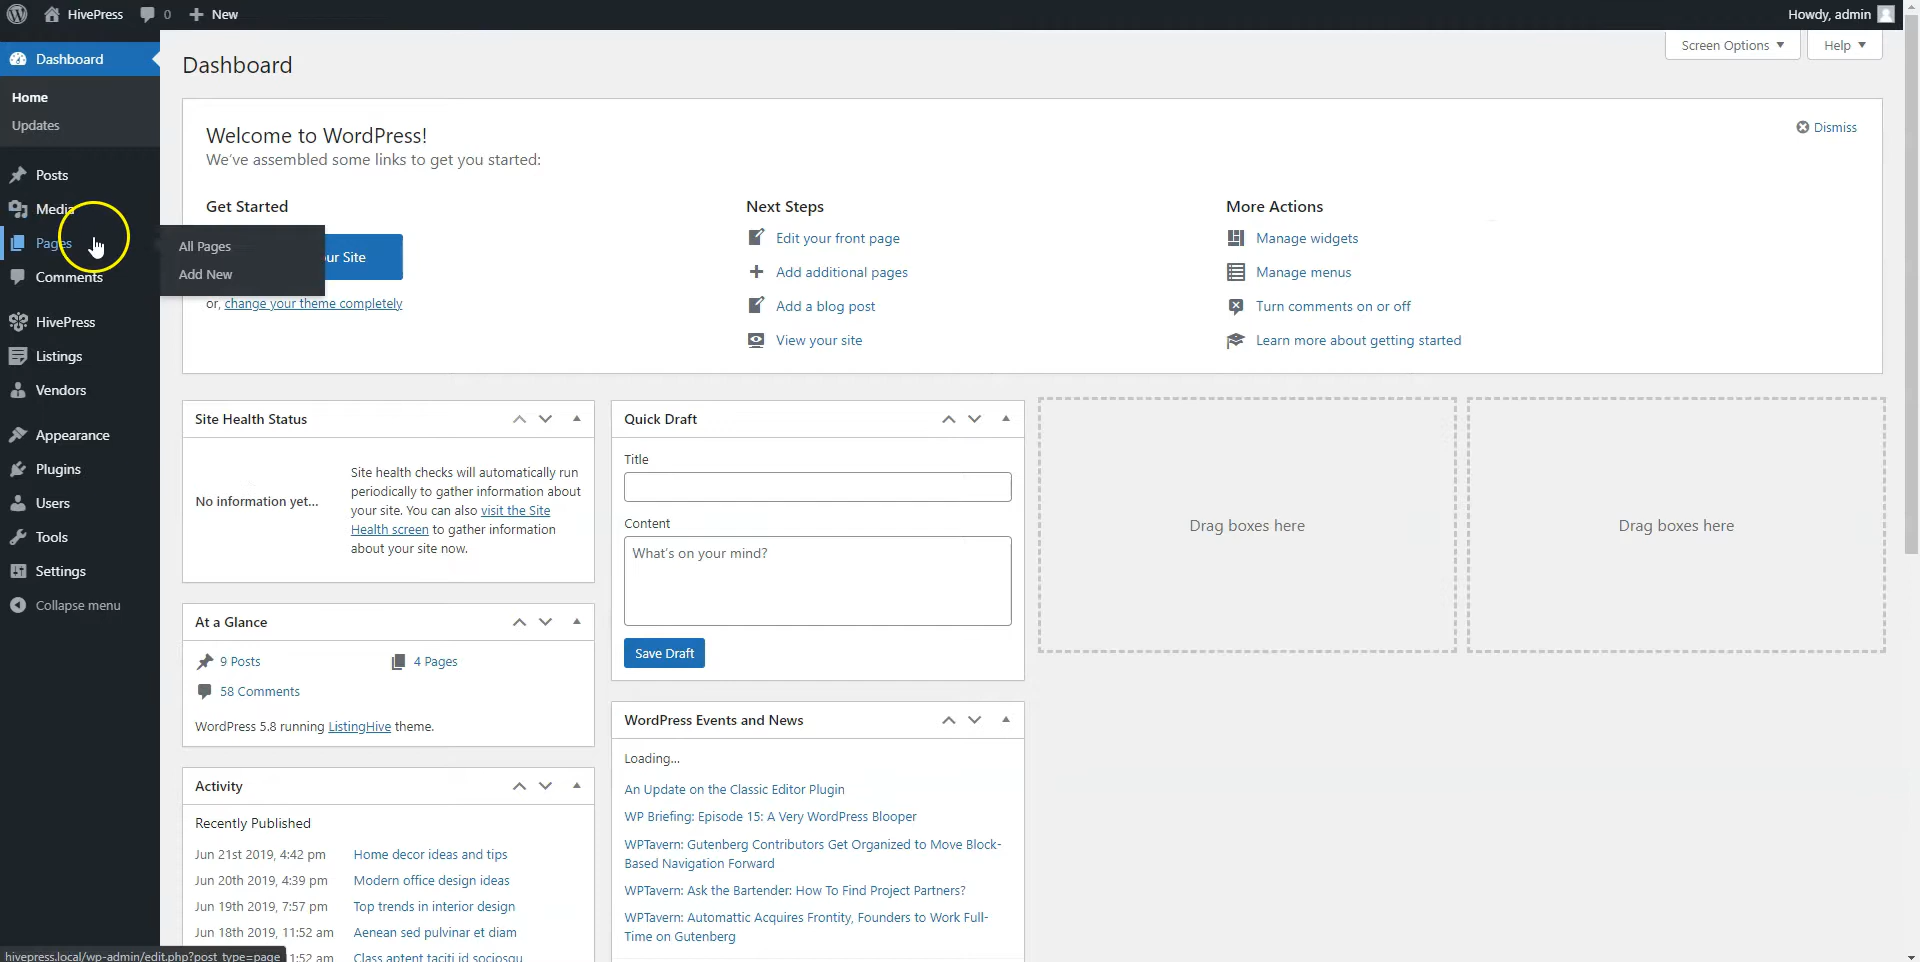 HivePress
0
New
Howdy, admin
Dashboard
Home
Updates
Posts
Media
Pages
All Pages
Add New
Comments
HivePress
Listings
Vendors
Appearance
Plugins
Users
Tools
Settings
Collapse menu
Screen Options
Help
Dashboard
Welcome to WordPress!
We've assembled some links to get you started:
Dismiss
Get Started
ur Site
or, change your theme completely
Next Steps
Edit your front page
Add additional pages
Add a blog post
View your site
More Actions
Manage widgets
Manage menus
Turn comments on or off
Learn more about getting started
Site Health Status
No information yet...
Site health checks will automatically run
periodically to gather information about
your site. You can also visit the Site
Health screen to gather information
about your site now.
At a Glance
9 Posts
4 Pages
58 Comments
WordPress 5.8 running ListingHive theme.
Activity
Recently Published
Jun 21st 2019, 4:42 pm Home decor ideas and tips
Jun 20th 2019, 4:39 pm Modern office design ideas
Jun 19th 2019, 7:57 pm Top trends in interior design
Jun 18th 2019, 11:52 am Aenean sed pulvinar et diam
1:52 am Class aptent taciti id sociosqu
Quick Draft
Title
Content
What's on your mind?
Save Draft
WordPress Events and News
Loading...
An Update on the Classic Editor Plugin
WP Briefing: Episode 15: A Very WordPress Blooper
WPTavern: Gutenberg Contributors Get Organized to Move Block-
Based Navigation Forward
WPTavern: Ask the Bartender: How To Find Project Partners?
WPTavern: Automattic Acquires Frontity, Founders to Work Full-
Time on Gutenberg
Drag boxes here
Drag boxes here
hivepress.local/wp-admin/edit.php?post_type=page